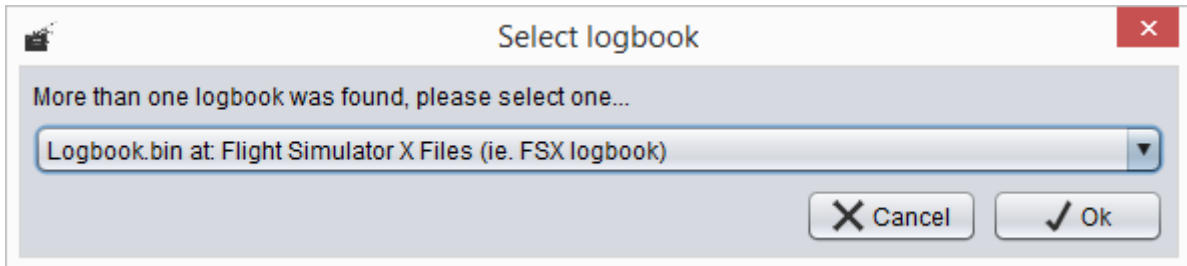 Select logbook
More than one logbook was found, please select one...
Logbook.bin at: Flight Simulator X Files (ie. FSX logbook)
Cancel
Ok